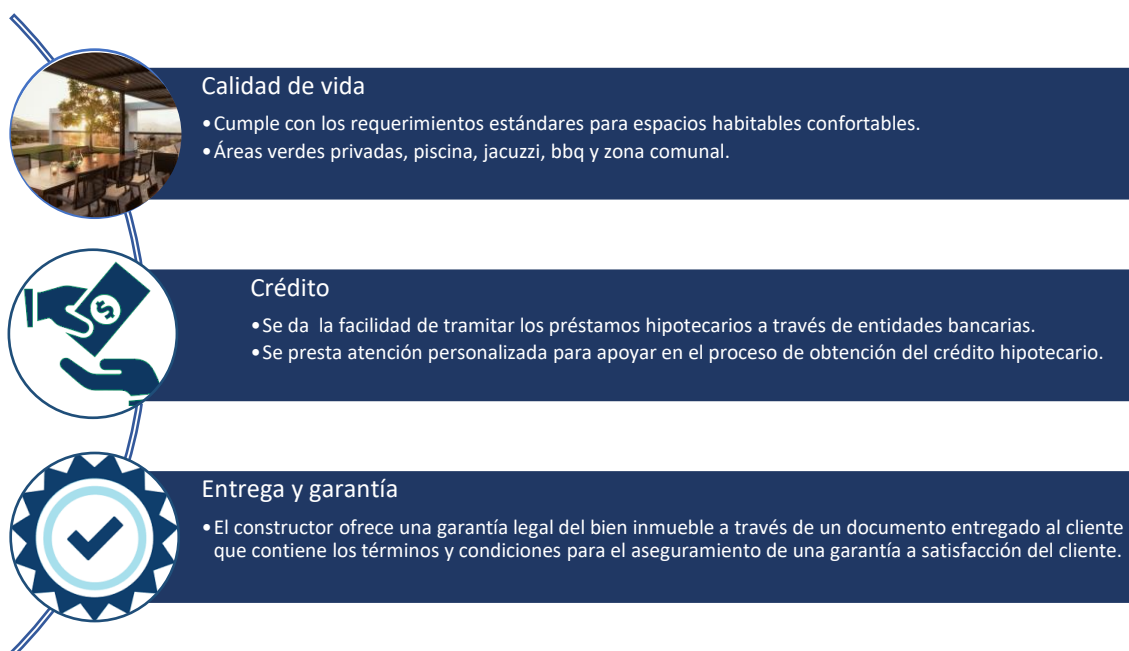 Calidad de vida
•Cumple con los requerimientos estándares para espacios habitables confortables.
•Áreas verdes privadas, piscina, jacuzzi, bbq y zona comunal.
$
Crédito
•Se da la facilidad de tramitar los préstamos hipotecarios a través de entidades bancarias.
•Se presta atención personalizada para apoyar en el proceso de obtención del crédito hipotecario.
Entrega y garantía
•El constructor ofrece una garantía legal del bien inmueble a través de un documento entregado al cliente
que contiene los términos y condiciones para el aseguramiento de una garantía a satisfacción del cliente.